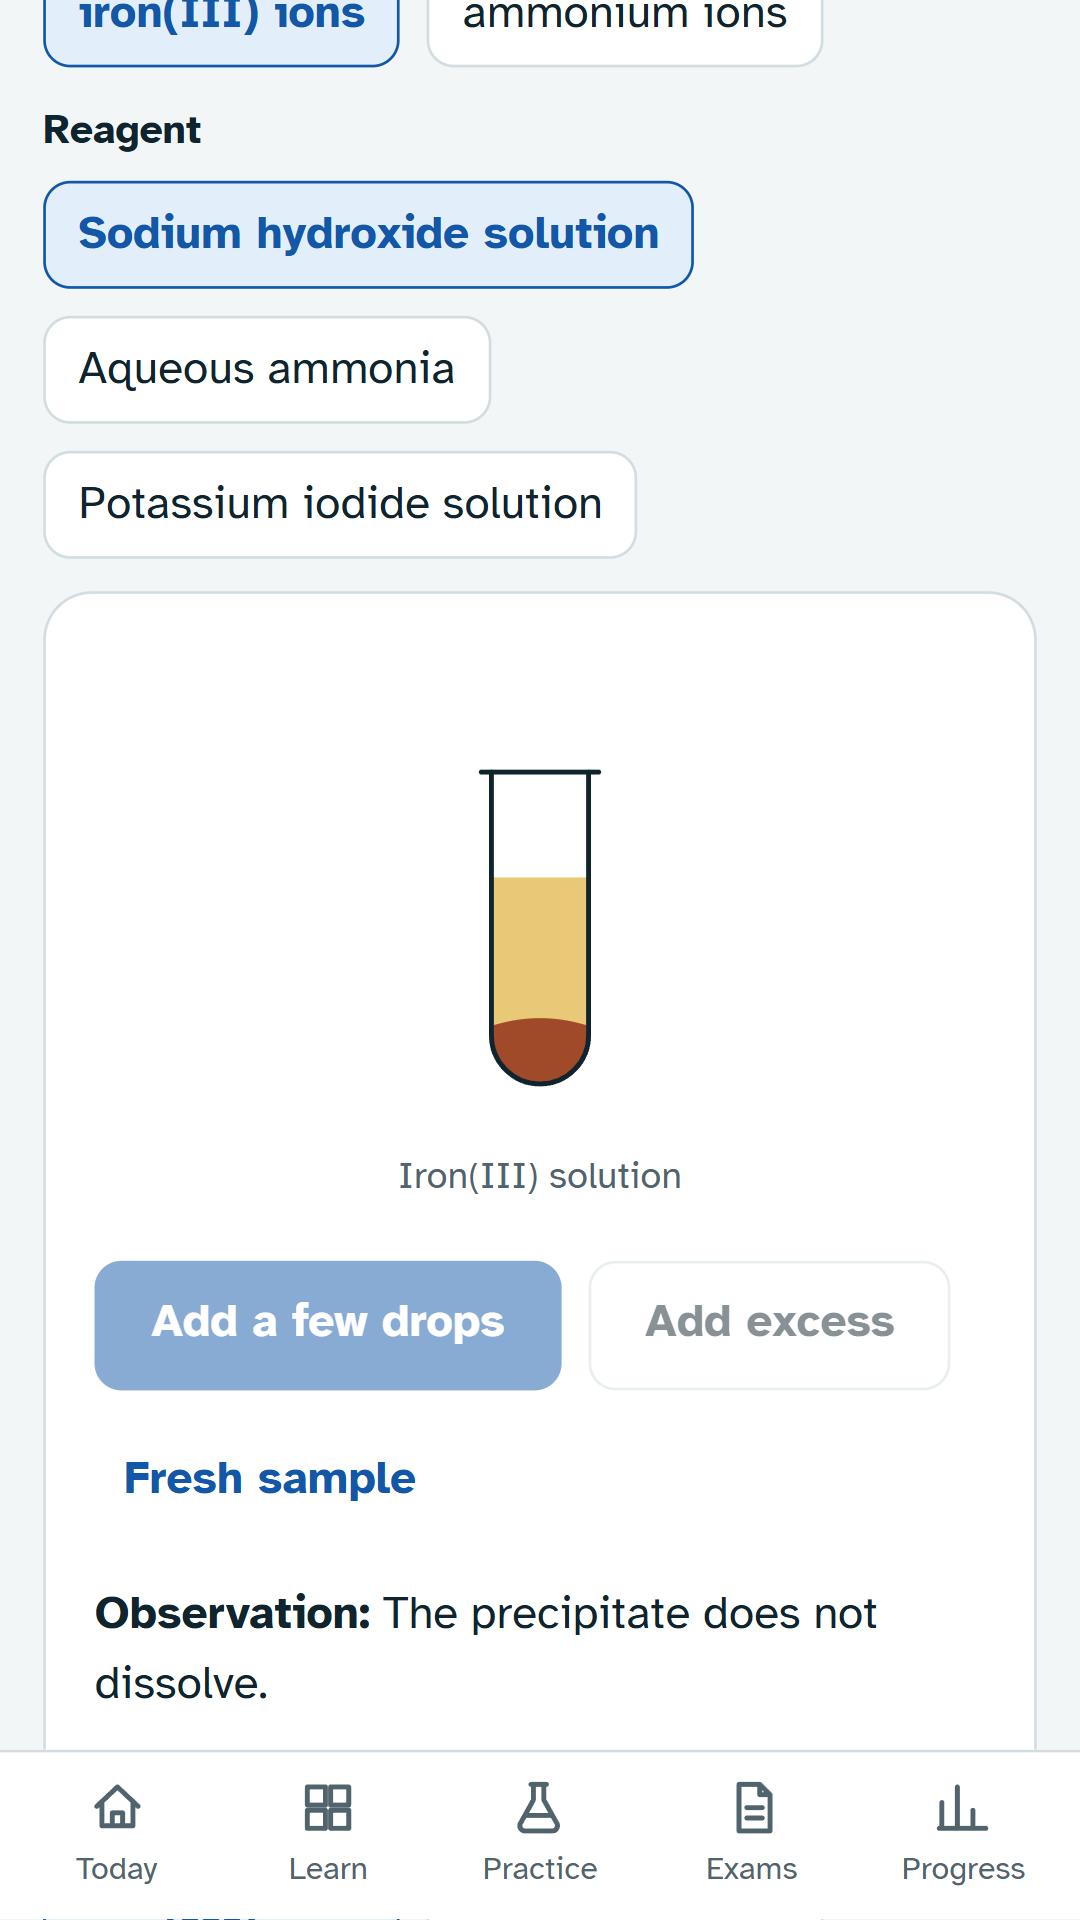 iron(III) ions
ammonium ions
Reagent
Sodium hydroxide solution
Aqueous ammonia
Potassium iodide solution
Iron(III) solution
Add a few drops
Add excess
Fresh sample
Observation: The precipitate does not
dissolve.
Today
Learn
Practice
Exams
Progress